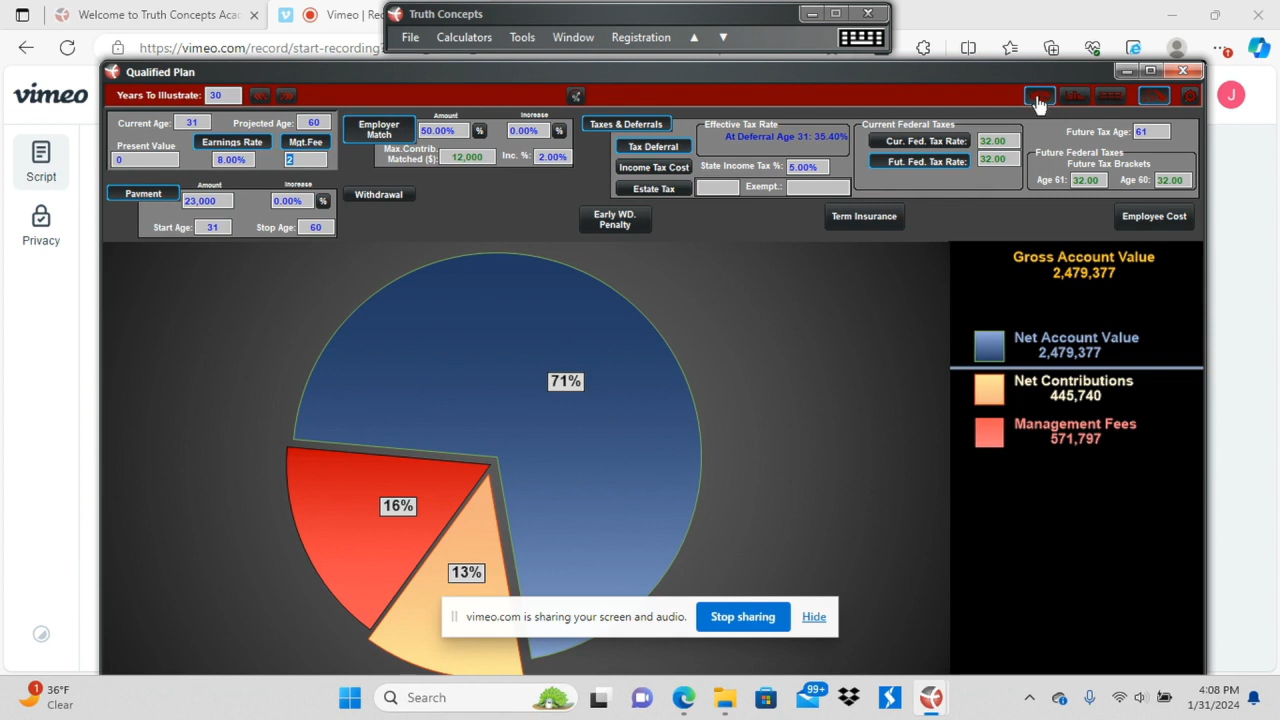 Welcome to Truth Concepts Aca
Vimeo | Rec
https://vimeo.com/record/start-recording?
99+
Truth Concepts
File Calculators Tools Window Registration
Qualified Plan
Years To Illustrate: 30
Current Age: 31 Projected Age: 60
Present Value Earnings Rate Mgt.Fee
0 8.00% 2
Amount Increase
Payment 23,000 0.00% %
Start Age: 31 Stop Age: 60
Employer Match
Amount Increase
50.00% % 0.00% %
Max.Contrib. Matched ($): 12,000 Inc. %: 2.00%
Withdrawal
Taxes & Deferrals
Tax Deferral
Income Tax Cost
Estate Tax
Effective Tax Rate
At Deferral Age 31: 35.40%
State Income Tax %: 5.00%
Exempt.:
Current Federal Taxes
Cur. Fed. Tax Rate: 32.00
Fut. Fed. Tax Rate: 32.00
Future Tax Age: 61
Future Federal Taxes
Future Tax Brackets
Age 61: 32.00 Age 60: 32.00
Early WD. Penalty
Term Insurance
Employee Cost
vimeo
Script
Privacy
J
71%
16%
13%
Gross Account Value
2,479,377
Net Account Value
2,479,377
Net Contributions
445,740
Management Fees
571,797
vimeo.com is sharing your screen and audio. Stop sharing Hide
1
36°F
Clear
Search
99+
4:08 PM
1/31/2024